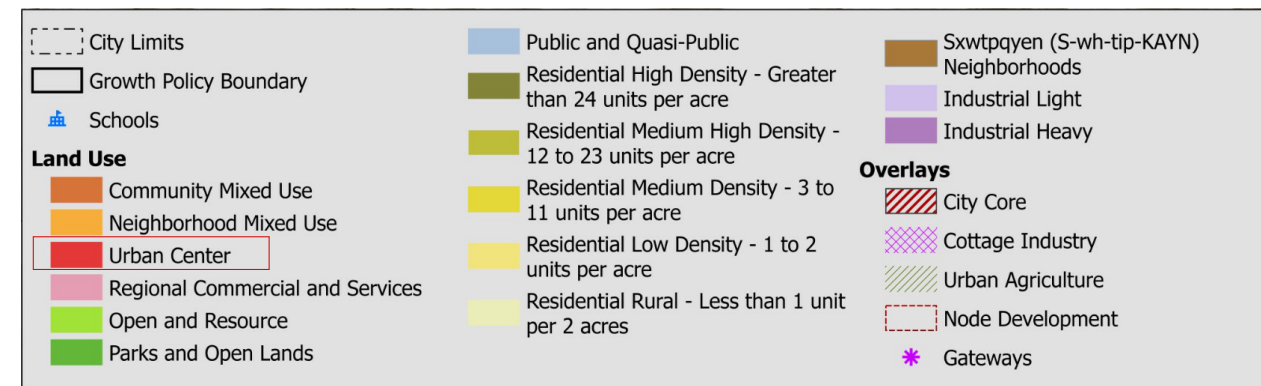 City Limits
Growth Policy Boundary
Schools
Land Use
Community Mixed Use
Neighborhood Mixed Use
Urban Center
Regional Commercial and Services
Open and Resource
Parks and Open Lands
Public and Quasi-Public
Residential High Density - Greater
than 24 units per acre
Residential Medium High Density -
12 to 23 units per acre
Residential Medium Density - 3 to
11 units per acre
Residential Low Density - 1 to 2
units per acre
Residential Rural - Less than 1 unit
per 2 acres
Sxwtpqyen (S-wh-tip-KAYN)
Neighborhoods
Industrial Light
Industrial Heavy
Overlays
City Core
Cottage Industry
Urban Agriculture
Node Development
Gateways